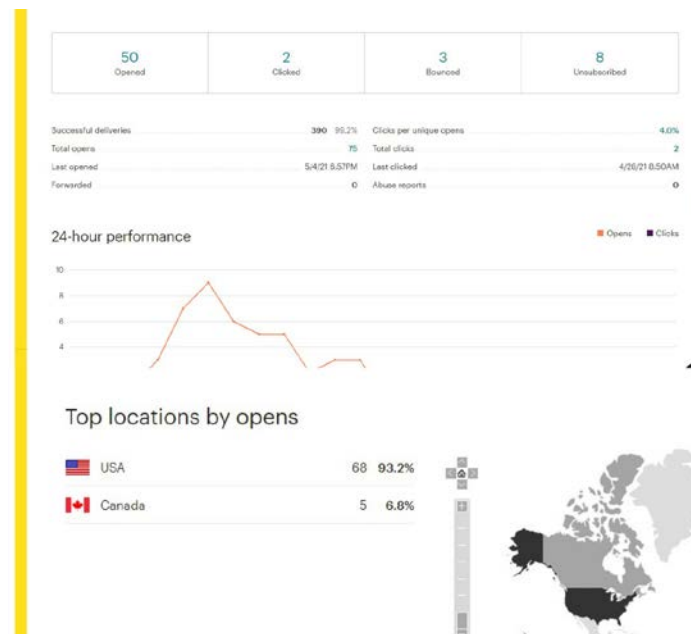 50 2 3 8
Opened Clicked Bounced Unsubscribed
Successful deliveries 390 99.2% Clicks per unique opens 4.0%
Total opens 75 Total clicks 2
Last opened 5/4/21 8:57PM Last clicked 4/26/21 8:50AM
Forwarded 0 Abuse reports 0
24-hour performance Opens Clicks
10
8
6
4
Top locations by opens
USA 68 93.2%
Canada 5 6.8%